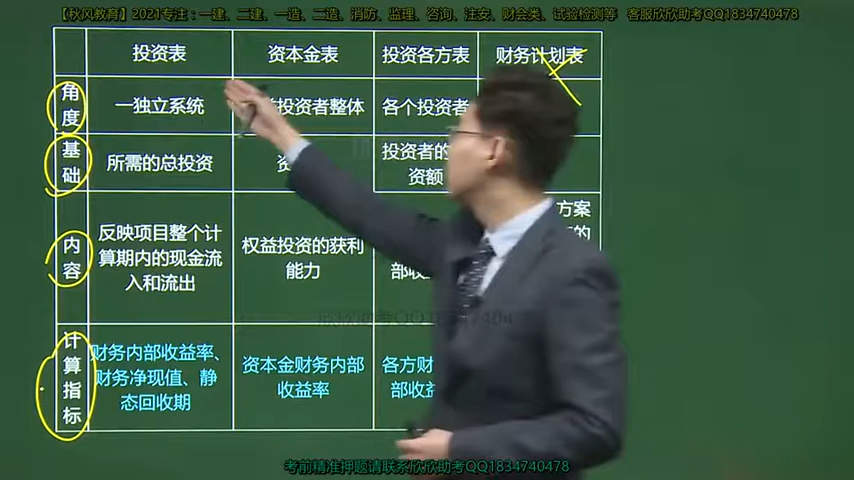 【秋风教育】2021专注：一建、二建、一造、二造、消防、监理、咨询、注安、财会类、试验检测等 客服欣欣助考QQ1834740478
投资表 资本金表 投资各方表 财务计划表
角度 一独立系统 投资者整体 各个投资者
基础 所需的总投资 资 投资者的 资额
内容 反映项目整个计算期内的现金流入和流出 权益投资的获利能力 部收 方案 的
计算指标 财务内部收益率、财务净现值、静态回收期 资本金财务内部收益率 各方财 部收益
考前精准押题请联系欣欣助考QQ1834740478